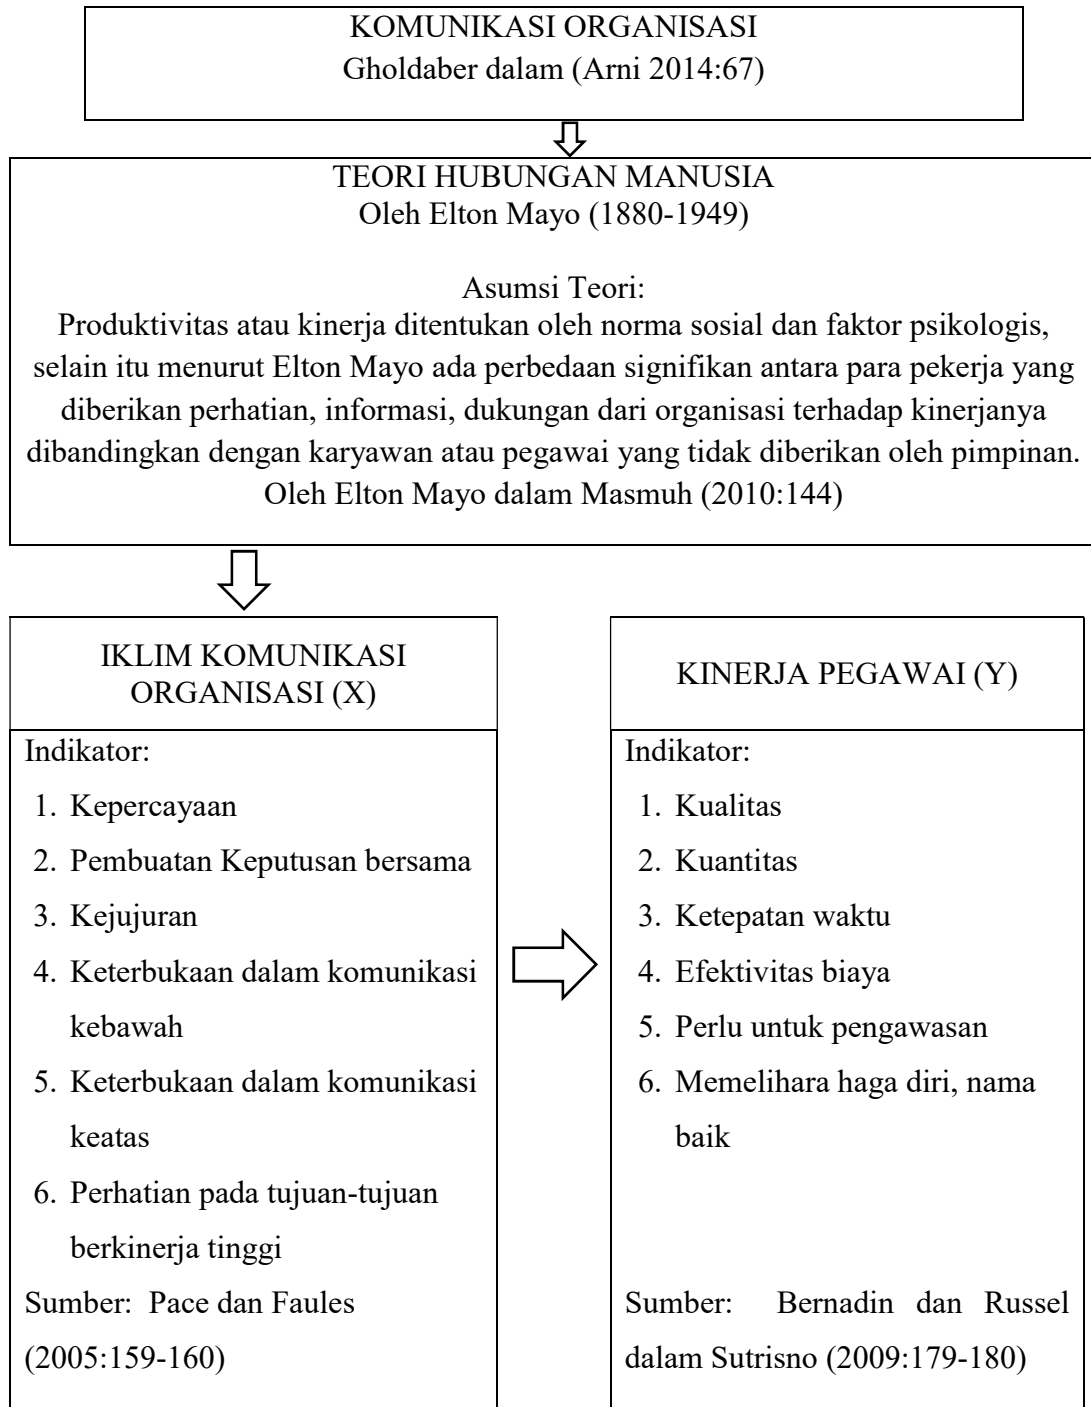 KOMUNIKASI ORGANISASI
Gholdaber dalam (Arni 2014:67)
TEORI HUBUNGAN MANUSIA
Oleh Elton Mayo (1880-1949)
Asumsi Teori:
Produktivitas atau kinerja ditentukan oleh norma sosial dan faktor psikologis,
selain itu menurut Elton Mayo ada perbedaan signifikan antara para pekerja yang
diberikan perhatian, informasi, dukungan dari organisasi terhadap kinerjanya
dibandingkan dengan karyawan atau pegawai yang tidak diberikan oleh pimpinan.
Oleh Elton Mayo dalam Masmuh (2010:144)
IKLIM KOMUNIKASI
ORGANISASI (X)
Indikator:
1. Kepercayaan
2. Pembuatan Keputusan bersama
3. Kejujuran
4. Keterbukaan dalam komunikasi
kebawah
5. Keterbukaan dalam komunikasi
keatas
6. Perhatian pada tujuan-tujuan
berkinerja tinggi
Sumber: Pace dan Faules
(2005:159-160)
KINERJA PEGAWAI (Y)
Indikator:
1. Kualitas
2. Kuantitas
3. Ketepatan waktu
4. Efektivitas biaya
5. Perlu untuk pengawasan
6. Memelihara haga diri, nama
baik
Sumber: Bernadin dan Russel
dalam Sutrisno (2009:179-180)